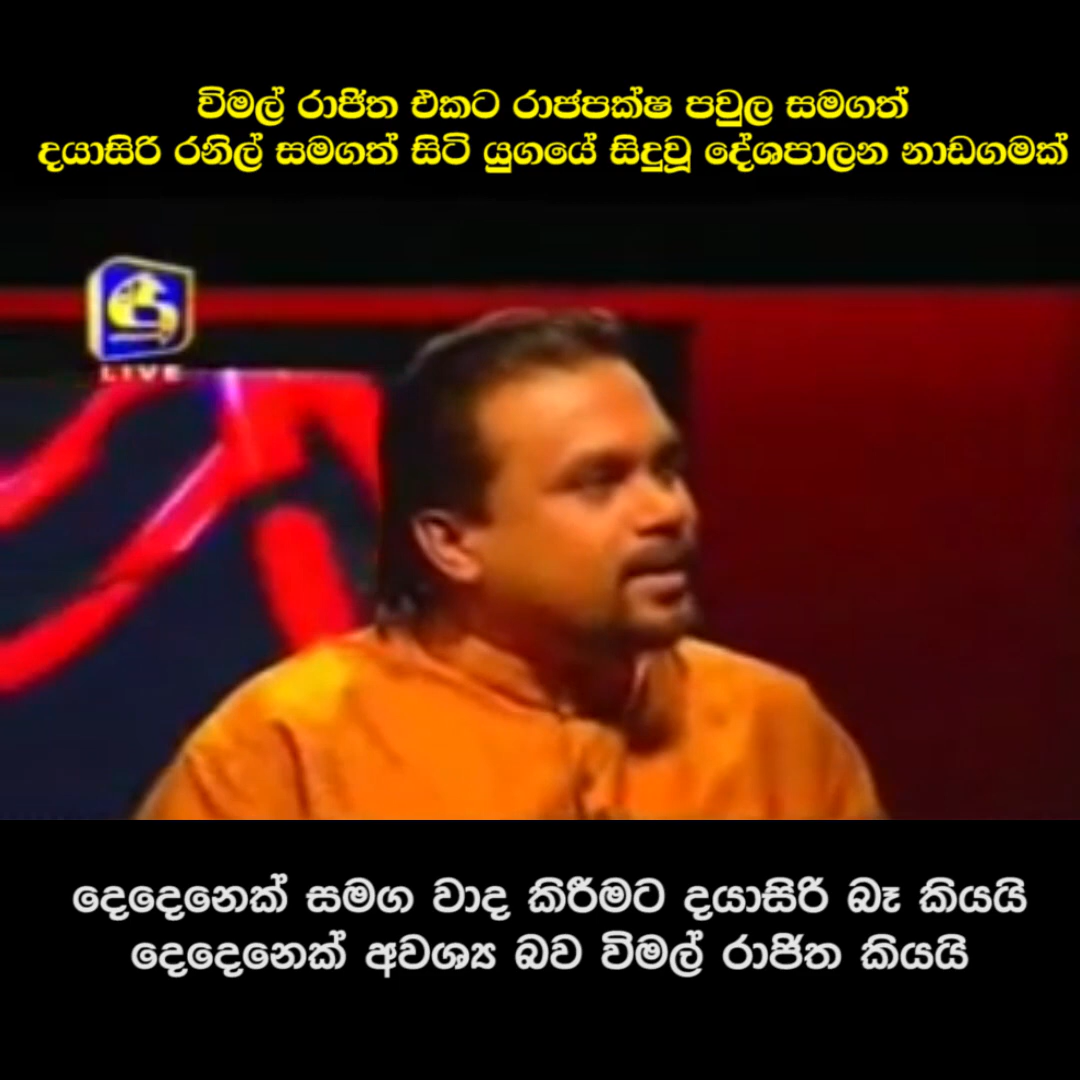 විමල් රාජිත එකට රාජපක්ෂ පවුල සමගත්
දයාසිරි රනිල් සමගත් සිටි යුගයේ සිදුවූ දේශපාලන නාඩගමක්
LIVE
දෙදෙනෙක් සමග වාද කිරීමට දයාසිරි බෑ කියයි
දෙදෙනෙක් අවශ්‍ය බව විමල් රාජිත කියයි